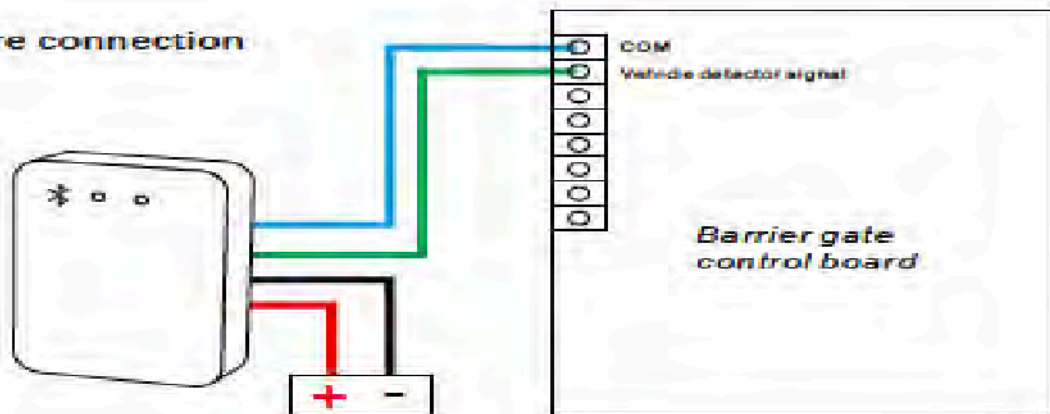 re connection
COM
Vehicle detector signal
Barrier gate
control board
+ -